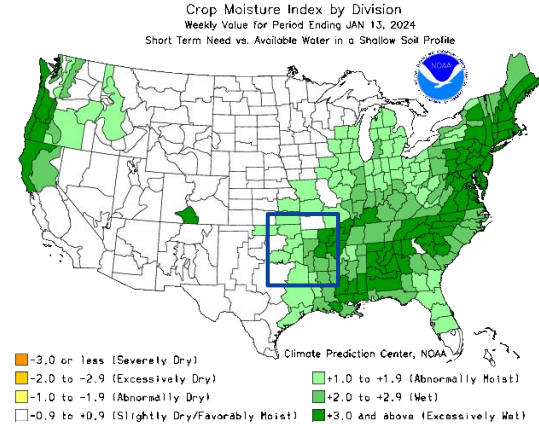 Crop Moisture Index by Division
Weekly Value for Period Ending JAN 13, 2024
Short Term Need vs. Available Water in a Shallow Soil Profile
NOAA
Climate Prediction Center, NOAA
-3.0 or less (Severely Dry)
-2.0 to -2.9 (Excessively Dry)
-1.0 to -1.9 (Abnormally Dry)
-0.9 to +0.9 (Slightly Dry/Favorably Moist)
+1.0 to +1.9 (Abnormally Moist)
+2.0 to +2.9 (Wet)
+3.0 and above (Excessively Wet)